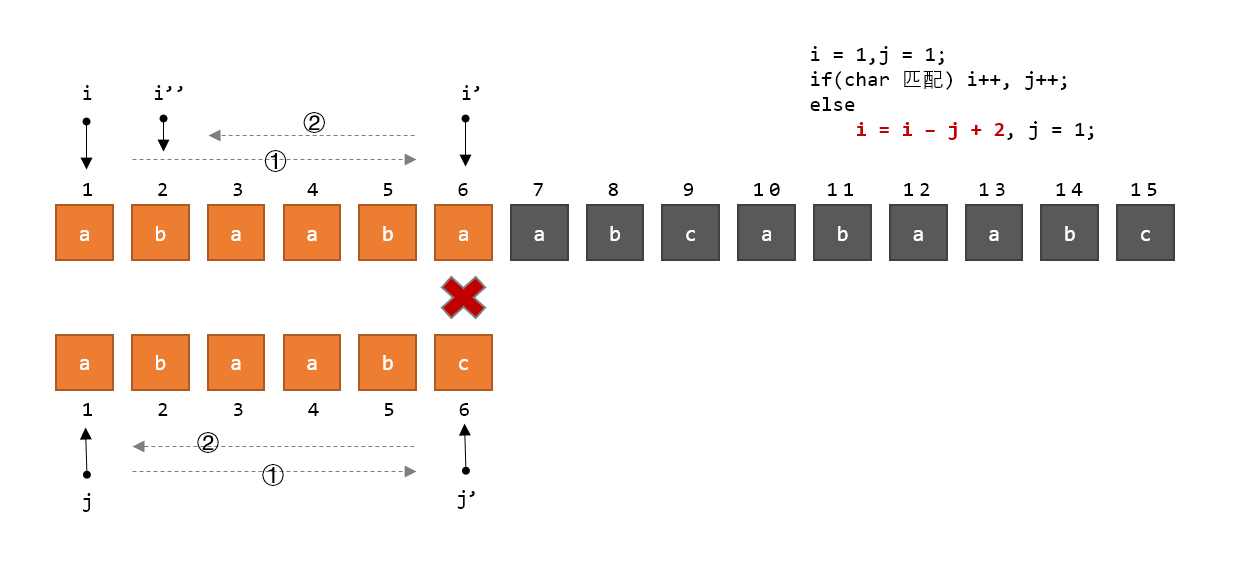 i = 1,j = 1;
if(char 匹配) i++, j++;
else
i = i – j + 2, j = 1;
i i’’ i’
②
①
1 2 3 4 5 6 7 8 9 10 11 12 13 14 15
a b a a b a a b c a b a a b c
a b a a b c
1 2 3 4 5 6
②
①
j j’